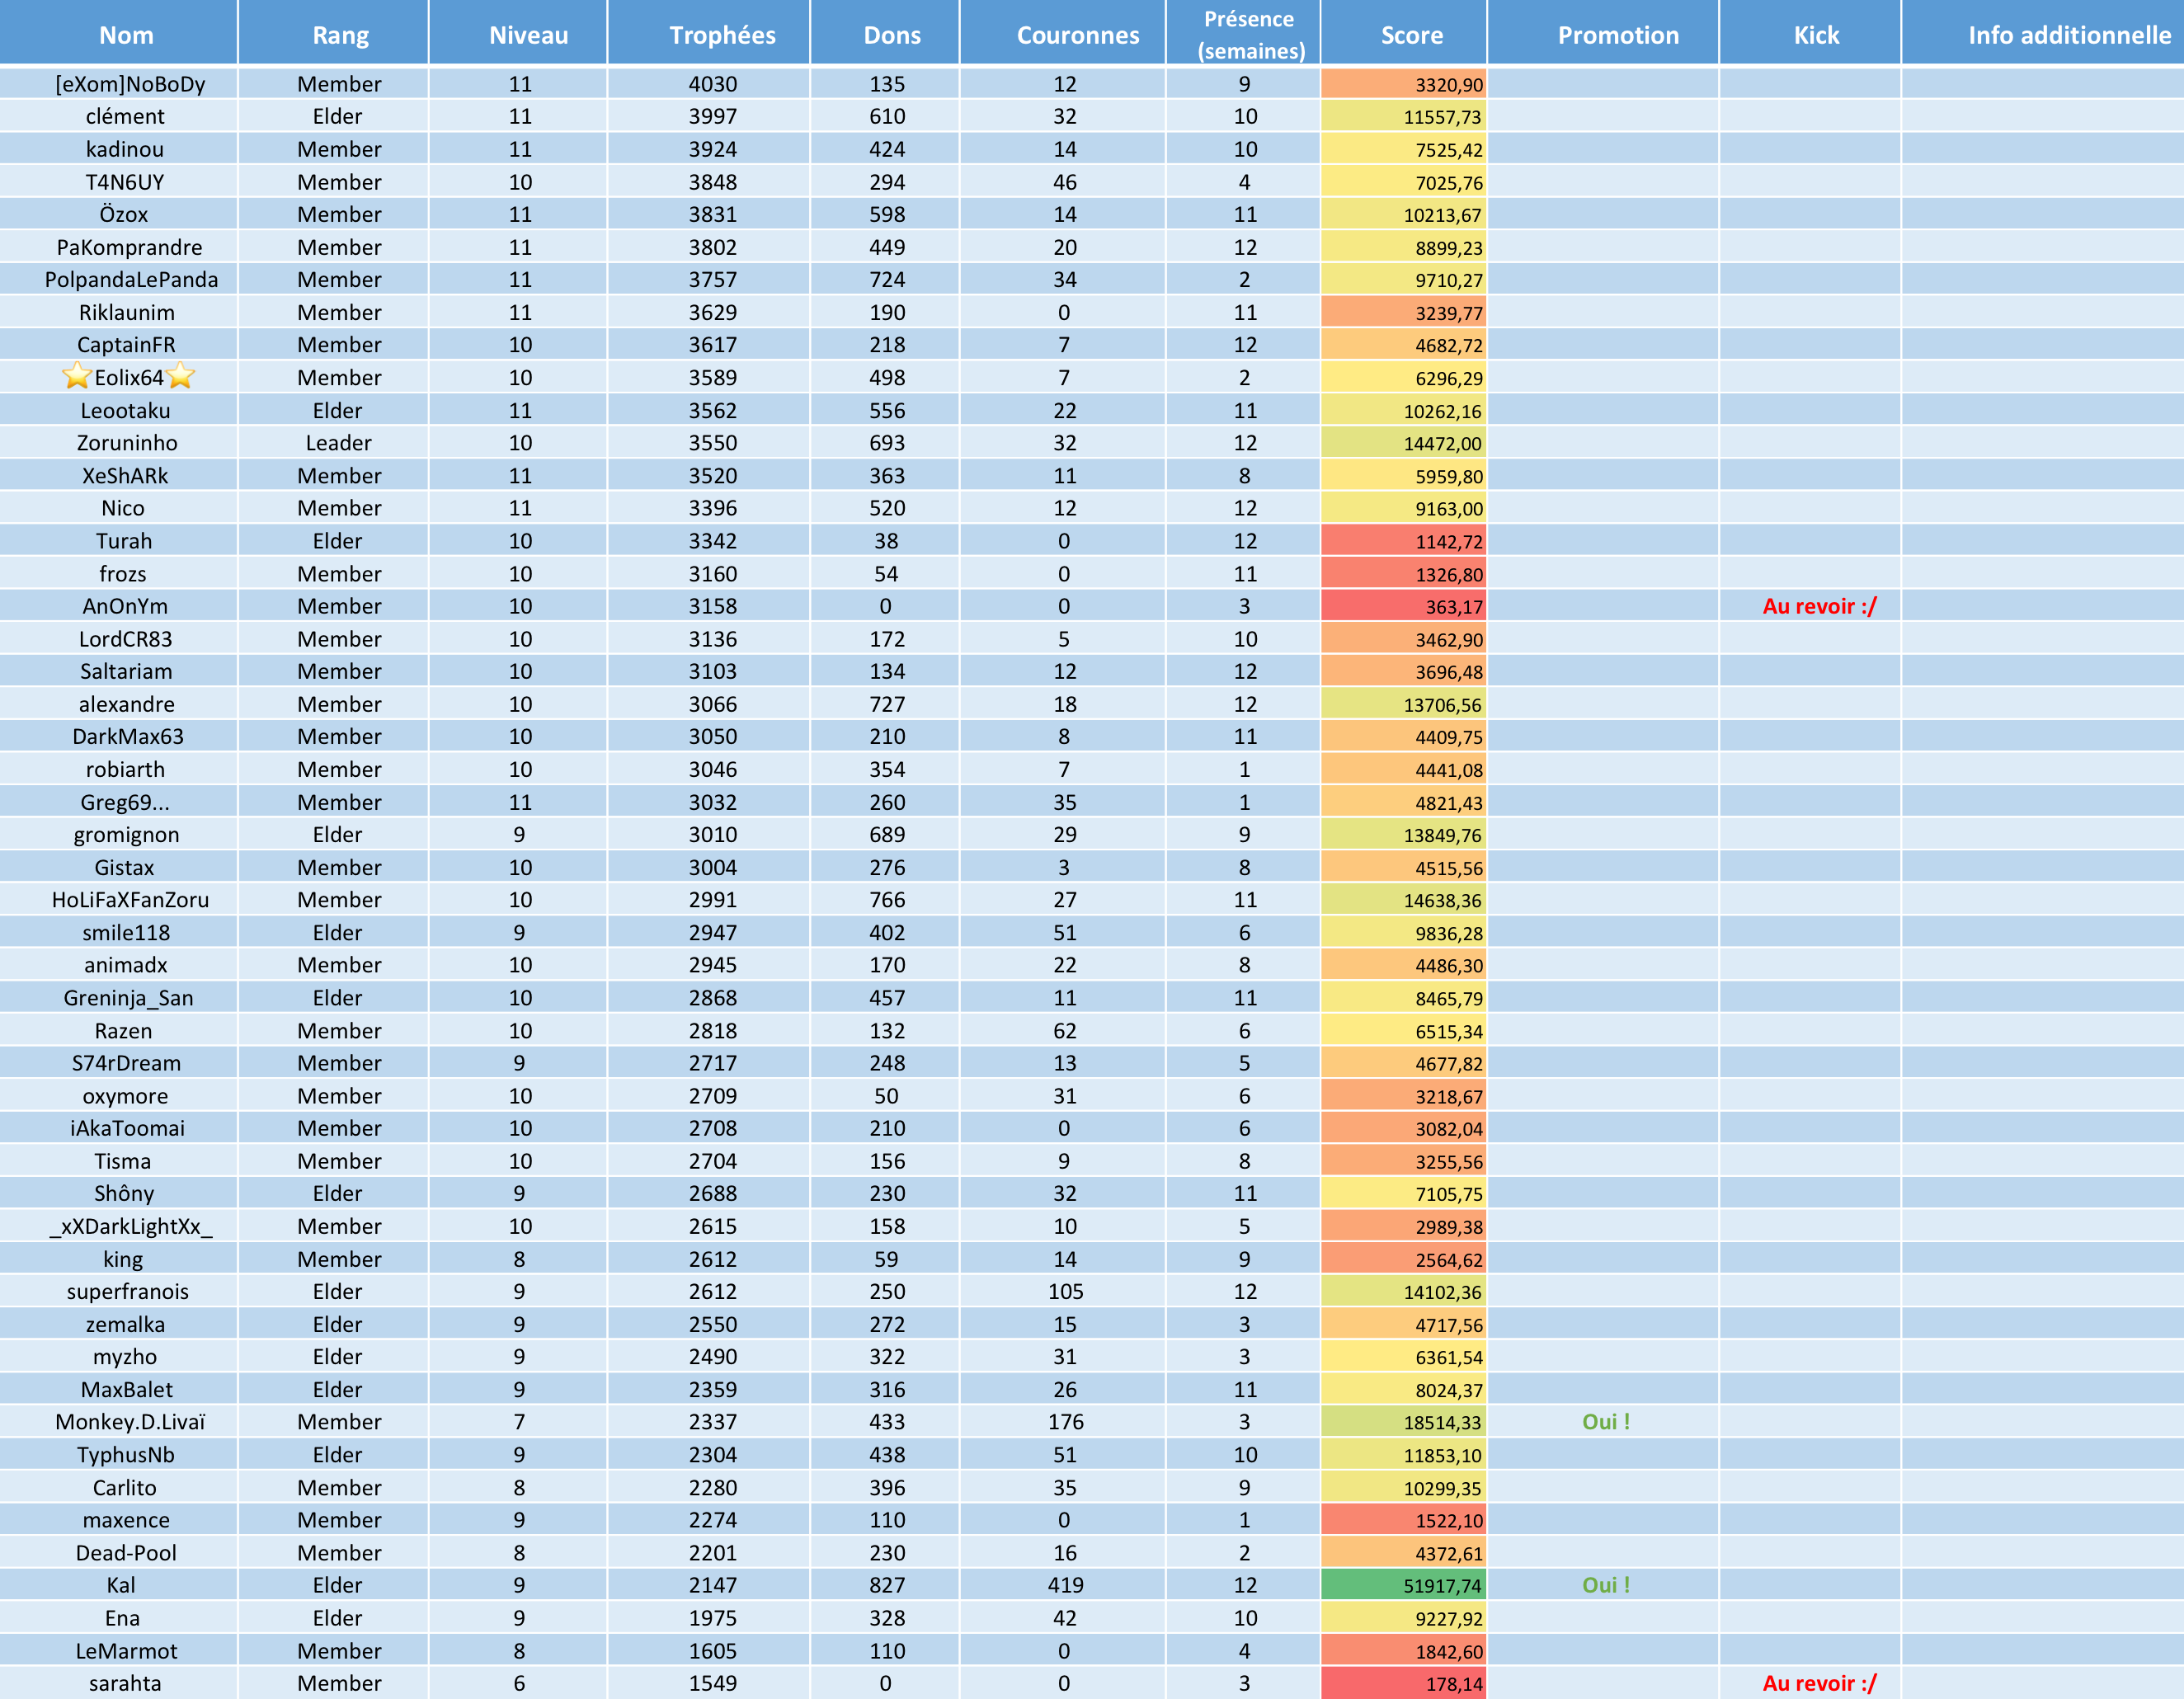 Nom Rang Niveau Trophées Dons Couronnes Présence (semaines) Score Promotion Kick Info additionnelle
[eXom]NoBoDy Member 11 4030 135 12 9 3320,90
clément Elder 11 3997 610 32 10 11557,73
kadinou Member 11 3924 424 14 10 7525,42
T4N6UY Member 10 3848 294 46 4 7025,76
Özox Member 11 3831 598 14 11 10213,67
PaKomprandre Member 11 3802 449 20 12 8899,23
PolpandaLePanda Member 11 3757 724 34 2 9710,27
Riklaunim Member 11 3629 190 0 11 3239,77
CaptainFR Member 10 3617 218 7 12 4682,72
⭐Eolix64⭐ Member 10 3589 498 7 2 6296,29
Leootaku Elder 11 3562 556 22 11 10262,16
Zoruninho Leader 10 3550 693 32 12 14472,00
XeShARk Member 11 3520 363 11 8 5959,80
Nico Member 11 3396 520 12 12 9163,00
Turah Elder 10 3342 38 0 12 1142,72
frozs Member 10 3160 54 0 11 1326,80
AnOnYm Member 10 3158 0 0 3 363,17 Au revoir :/
LordCR83 Member 10 3136 172 5 10 3462,90
Saltariam Member 10 3103 134 12 12 3696,48
alexandre Member 10 3066 727 18 12 13706,56
DarkMax63 Member 10 3050 210 8 11 4409,75
robiarth Member 10 3046 354 7 1 4441,08
Greg69... Member 11 3032 260 35 1 4821,43
gromignon Elder 9 3010 689 29 9 13849,76
Gistax Member 10 3004 276 3 8 4515,56
HoLiFaXFanZoru Member 10 2991 766 27 11 14638,36
smile118 Elder 9 2947 402 51 6 9836,28
animadx Member 10 2945 170 22 8 4486,30
Greninja_San Elder 10 2868 457 11 11 8465,79
Razen Member 10 2818 132 62 6 6515,34
S74rDream Member 9 2717 248 13 5 4677,82
oxymore Member 10 2709 50 31 6 3218,67
iAkaToomai Member 10 2708 210 0 6 3082,04
Tisma Member 10 2704 156 9 8 3255,56
Shôny Elder 9 2688 230 32 11 7105,75
_xXDarkLightXx_ Member 10 2615 158 10 5 2989,38
king Member 8 2612 59 14 9 2564,62
superfranois Elder 9 2612 250 105 12 14102,36
zemalka Elder 9 2550 272 15 3 4717,56
myzho Elder 9 2490 322 31 3 6361,54
MaxBalet Elder 9 2359 316 26 11 8024,37
Monkey.D.Livaï Member 7 2337 433 176 3 18514,33 Oui !
TyphusNb Elder 9 2304 438 51 10 11853,10
Carlito Member 8 2280 396 35 9 10299,35
maxence Member 9 2274 110 0 1 1522,10
Dead-Pool Member 8 2201 230 16 2 4372,61
Kal Elder 9 2147 827 419 12 51917,74 Oui !
Ena Elder 9 1975 328 42 10 9227,92
LeMarmot Member 8 1605 110 0 4 1842,60
sarahta Member 6 1549 0 0 3 178,14 Au revoir :/